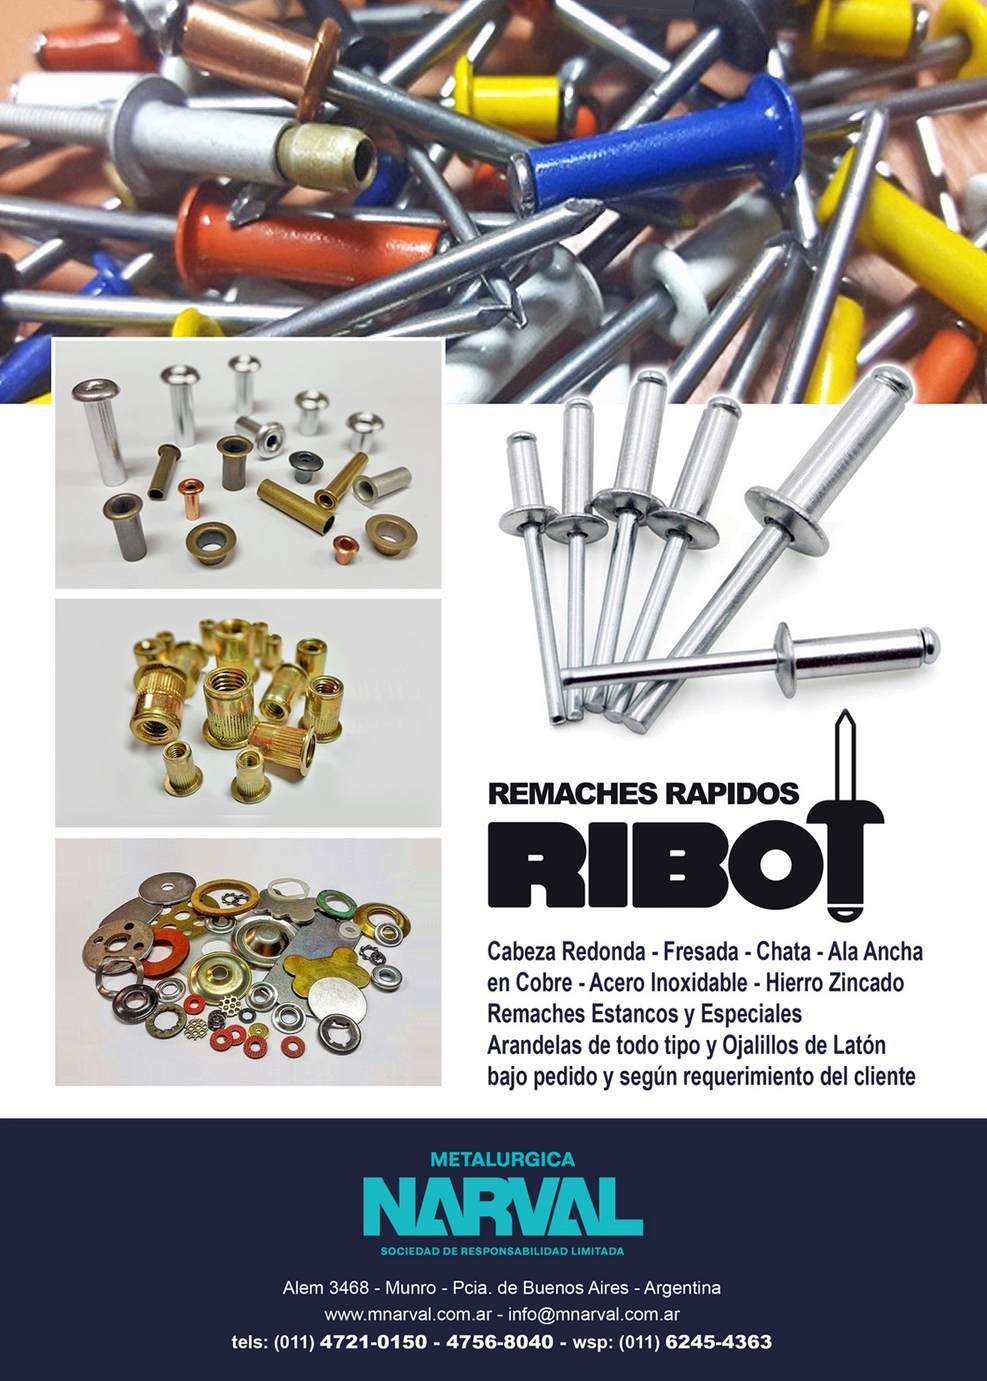 REMACHES RAPIDOS
RIBOT
Cabeza Redonda - Fresada - Chata - Ala Ancha
en Cobre - Acero Inoxidable - Hierro Zincado
Remaches Estancos y Especiales
Arandelas de todo tipo y Ojalillos de Latón
bajo pedido y según requerimiento del cliente
METALURGICA
NARVAL
SOCIEDAD DE RESPONSABILIDAD LIMITADA
Alem 3468 - Munro - Pcia. de Buenos Aires - Argentina
www.mnarval.com.ar - info@mnarval.com.ar
tels: (011) 4721-0150 - 4756-8040 - wsp: (011) 6245-4363